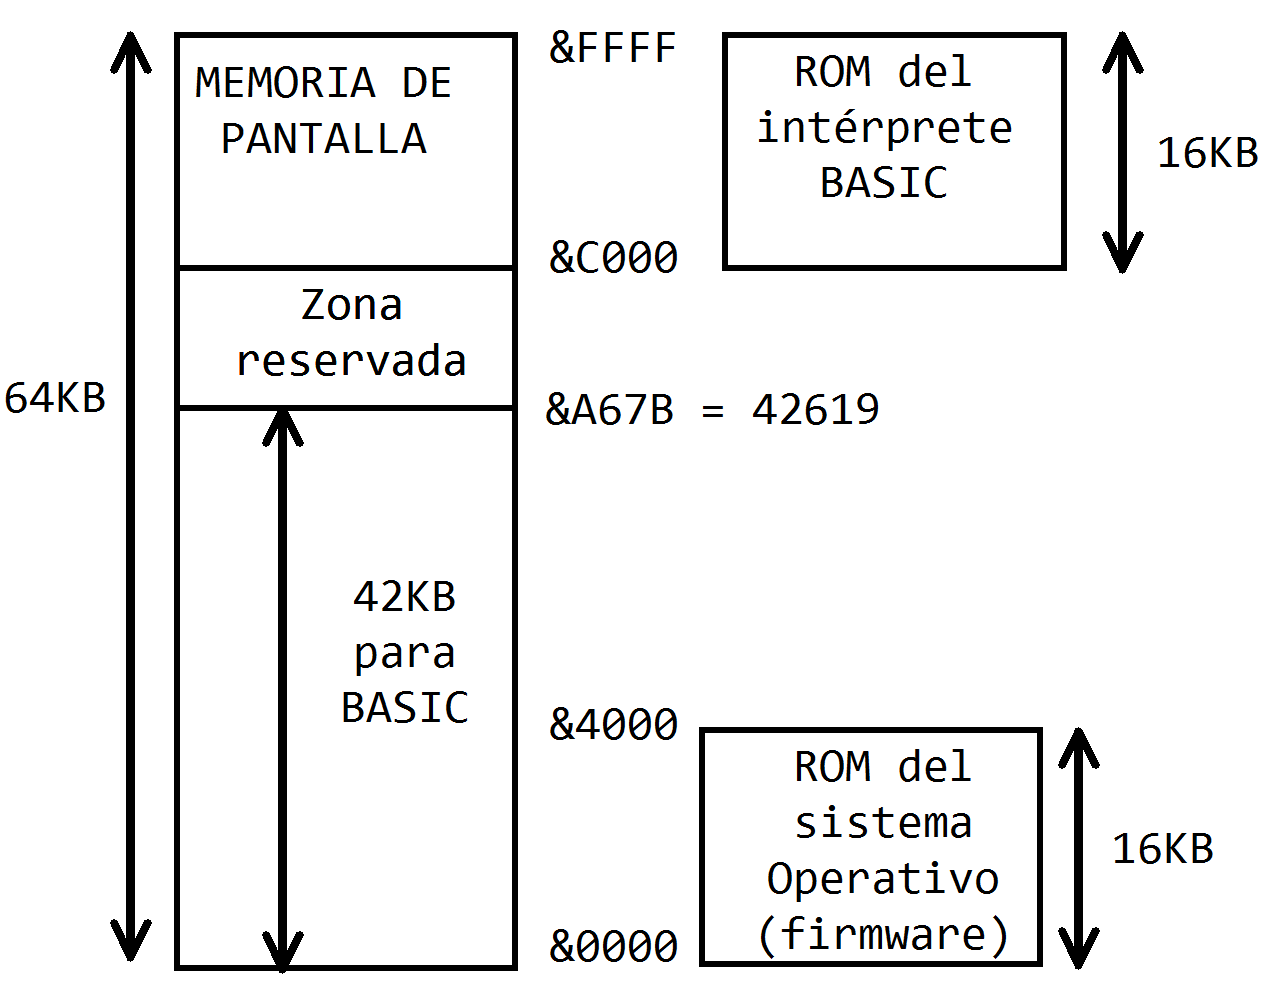 64KB
MEMORIA DE
PANTALLA
Zona
reservada
42KB
para
BASIC
&FFFF
&C000
&A67B = 42619
&4000
&0000
ROM del
intérprete
BASIC
16KB
ROM del
sistema
Operativo
(firmware)
16KB